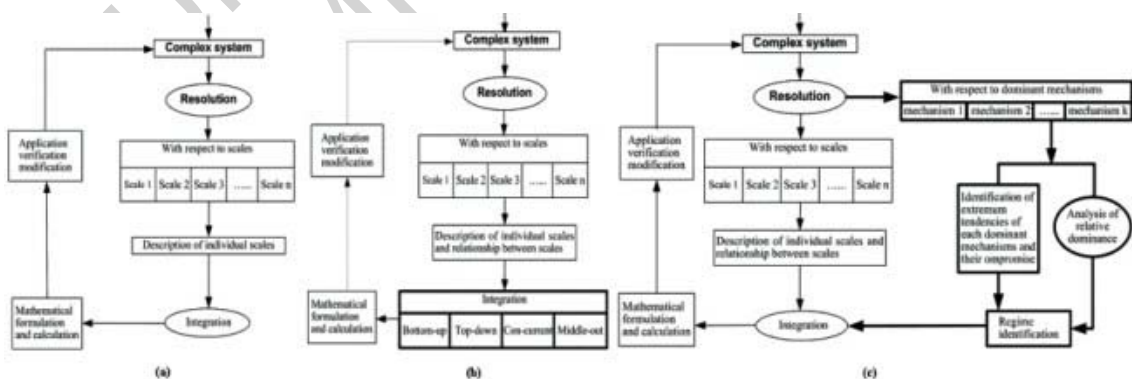 Complex system
Resolution
With respect to scales
Scale 1 Scale 2 Scale 3 ...... Scale n
Description of individual scales
Integration
Mathematical
formulation
and calculation
Application
verification
modification
(a)
Complex system
Resolution
With respect to scales
Scale 1 Scale 2 Scale 3 ...... Scale n
Description of individual scales
and relationship between scales
Integration
Bottom-up Top-down Con-current Middle-out
Mathematical
formulation
and calculation
Application
verification
modification
(b)
Complex system
Resolution
With respect to scales
Scale 1 Scale 2 Scale 3 ...... Scale n
Description of individual scales and
relationship between scales
Integration
Mathematical
formulation
and calculation
Application
verification
modification
With respect to dominant mechanisms
mechanism 1 mechanism 2 ...... mechanism k
Identification of
extremum
tendencies of
each dominant
mechanisms and
their ompromise
Analysis of
relative
dominance
Regime
identification
(c)